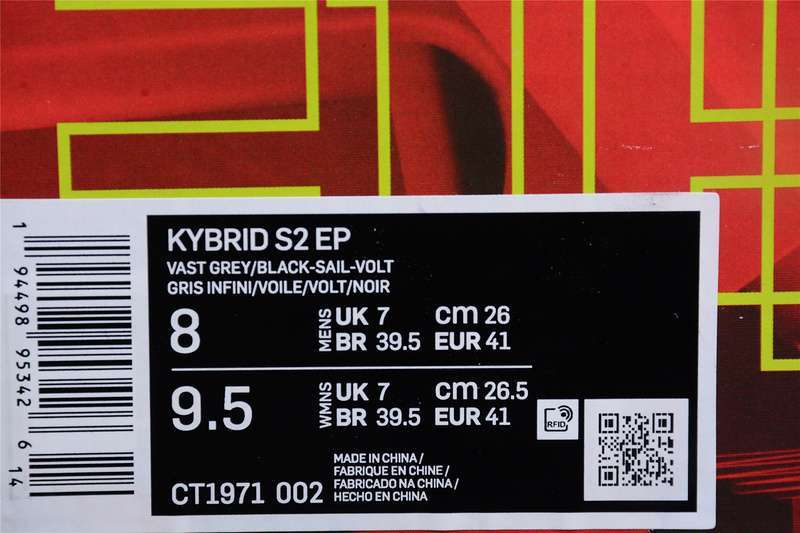 KYBRID S2 EP
VAST GREY/BLACK-SAIL-VOLT
GRIS INFINI/VOILE/VOLT/NOIR
8 MENS UK 7 cm 26
BR 39.5 EUR 41
9.5 WMNS UK 7 cm 26.5
BR 39.5 EUR 41
RFID
MADE IN CHINA /
FABRIQUE EN CHINE /
FABRICADO NA CHINA /
HECHO EN CHINA
CT1971 002
1 94498 95342 6 14